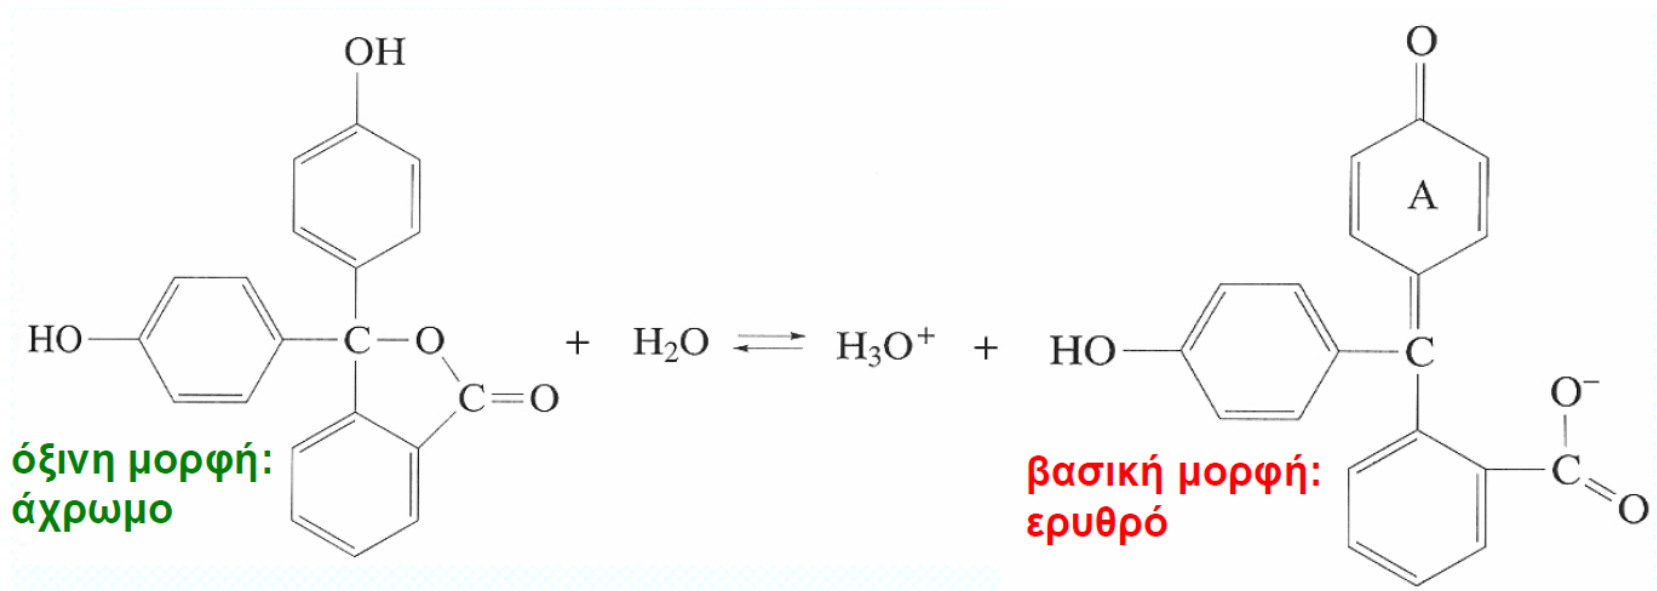 OH
HO
C
O
C
O
+
H₂O
H₃O⁺
+
O
A
HO
C
O⁻
C
O
όξινη μορφή:
άχρωμο
βασική μορφή:
ερυθρό